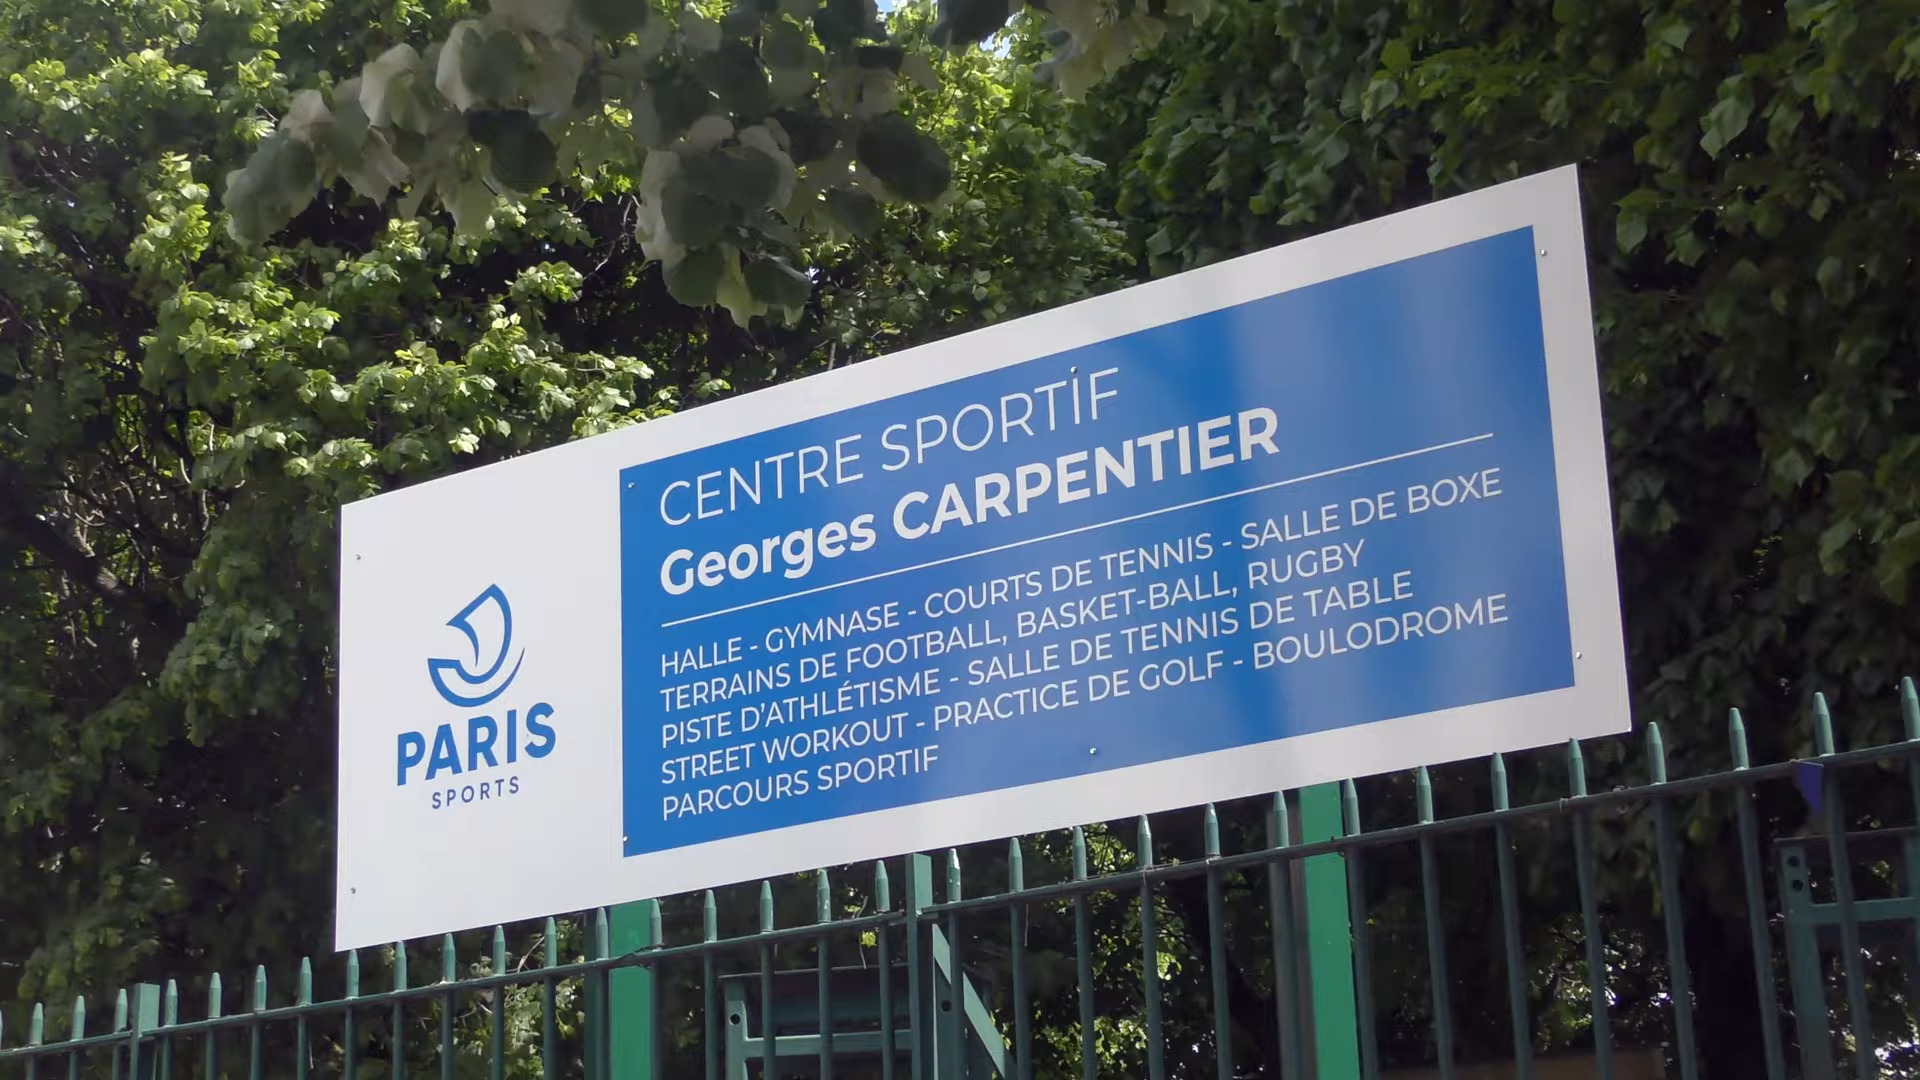 PARIS
SPORTS
CENTRE SPORTIF
Georges CARPENTIER
HALLE - GYMNASE - COURTS DE TENNIS - SALLE DE BOXE
TERRAINS DE FOOTBALL, BASKET-BALL, RUGBY
PISTE D'ATHLÉTISME - SALLE DE TENNIS DE TABLE
STREET WORKOUT - PRACTICE DE GOLF - BOULODROME
PARCOURS SPORTIF